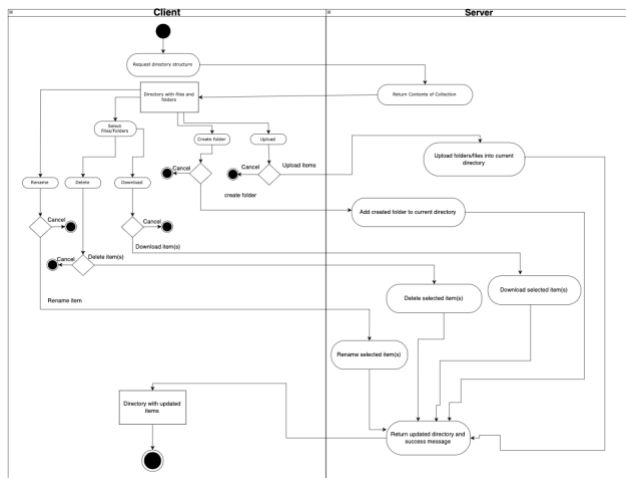 Client
Server
Request directory structure
Directory with files and
folders
Return Contents of Collection
Select
Files/folders
Create folder
Upload
Cancel
Cancel
Upload items
Upload folders/files into current
directory
Rename
Delete
Download
create folder
Add created folder to current directory
Cancel
Cancel
Download item(s)
Cancel
Delete item(s)
Delete selected item(s)
Download selected item(s)
Rename item
Rename selected item(s)
Directory with updated
items
Return updated directory and
success message